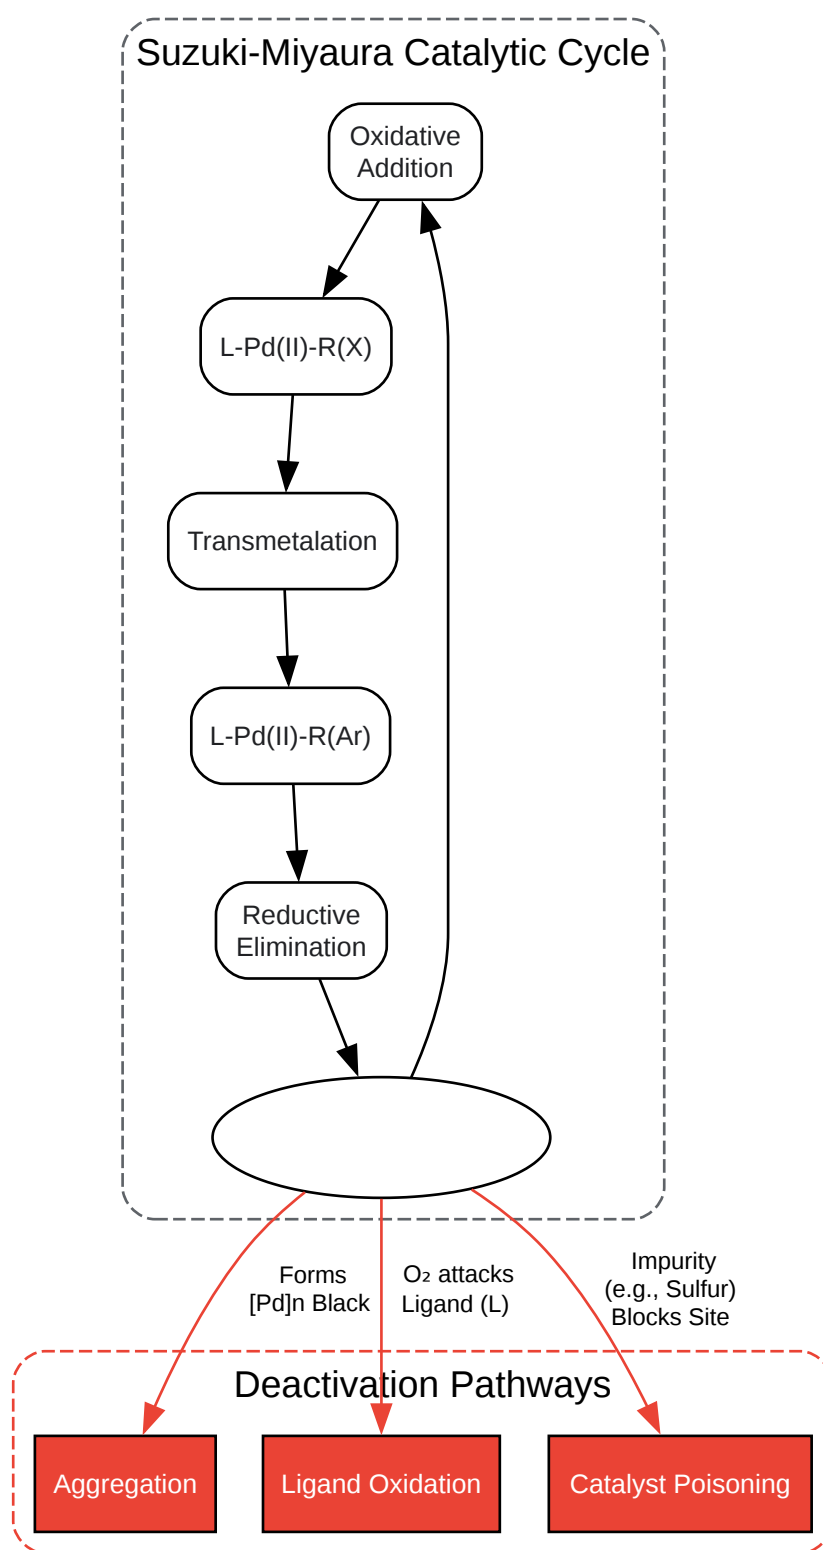 Suzuki-Miyaura Catalytic Cycle
Oxidative
Addition
L-Pd(II)-R(X)
Transmetalation
L-Pd(II)-R(Ar)
Reductive
Elimination
Forms
[Pd]n Black
O₂ attacks
Ligand (L)
Impurity
(e.g., Sulfur)
Blocks Site
Deactivation Pathways
Aggregation
Ligand Oxidation
Catalyst Poisoning